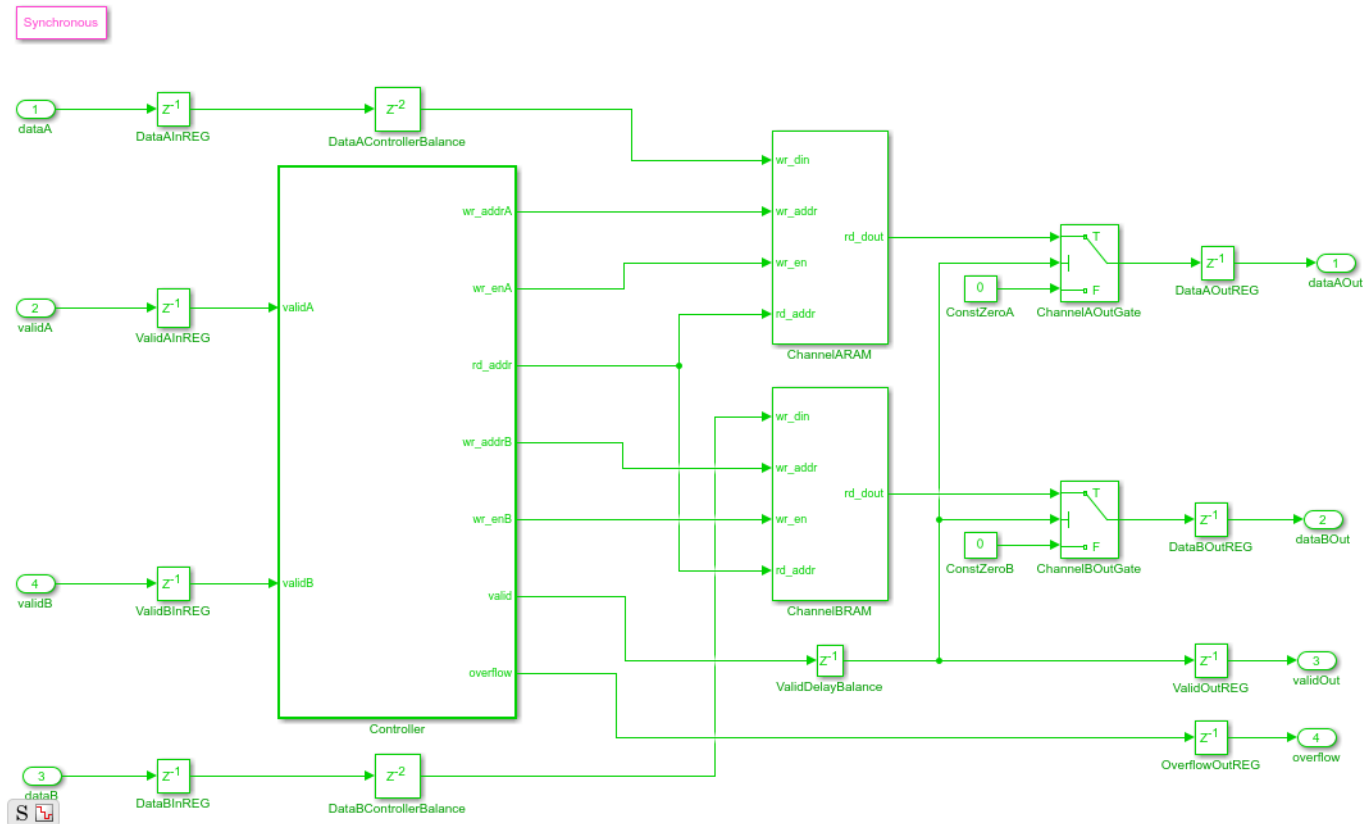 Synchronous
1
dataA
z-1
DataAInREG
z-2
DataAControllerBalance
2
validA
z-1
ValidAInREG
4
validB
z-1
ValidBInREG
3
dataB
z-1
DataBInREG
z-2
DataBControllerBalance
validA
validB
wr_addrA
wr_enA
rd_addr
wr_addrB
wr_enB
valid
overflow
Controller
wr_din
wr_addr
wr_en
rd_addr
rd_dout
ChannelARAM
wr_din
wr_addr
wr_en
rd_addr
rd_dout
ChannelBRAM
z-1
ValidDelayBalance
0
ConstZeroA
T
F
ChannelAOutGate
z-1
DataAOutREG
1
dataAOut
0
ConstZeroB
T
F
ChannelBOutGate
z-1
DataBOutREG
2
dataBOut
z-1
ValidOutREG
3
validOut
z-1
OverflowOutREG
4
overflow
S